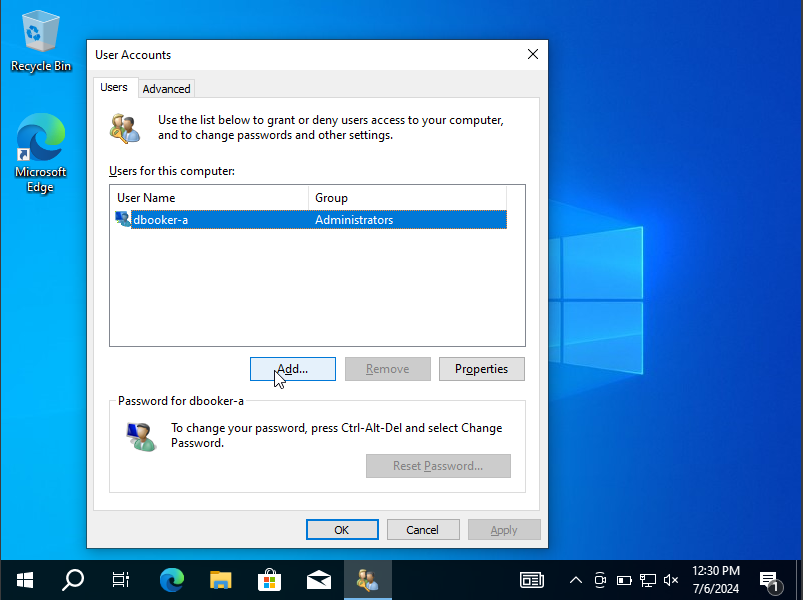 Recycle Bin
Microsoft
Edge
User Accounts
Users
Advanced
Use the list below to grant or deny users access to your computer,
and to change passwords and other settings.
Users for this computer:
User Name
Group
dbooker-a
Administrators
Add...
Remove
Properties
Password for dbooker-a
To change your password, press Ctrl-Alt-Del and select Change
Password.
Reset Password...
OK
Cancel
Apply
12:30 PM
7/6/2024
1